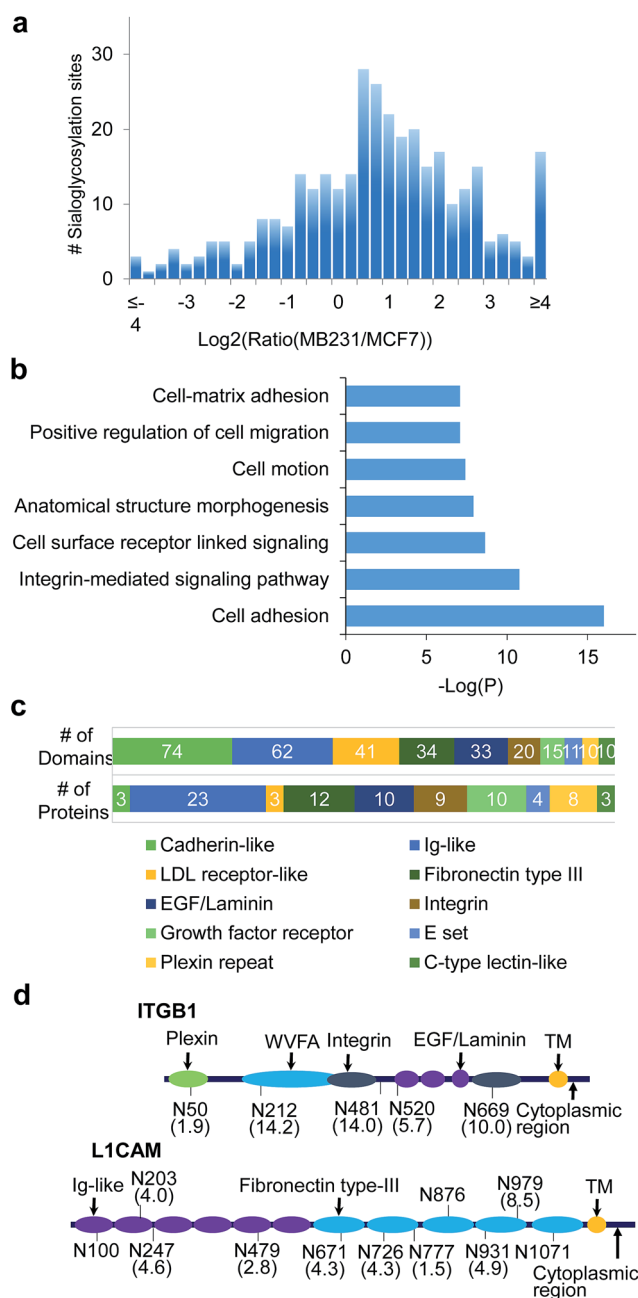 a
# Sialoglycosylation sites
30
20
10
0
≤-4 -3 -2 -1 0 1 2 3 ≥4
Log2(Ratio(MB231/MCF7))
b
Cell-matrix adhesion
Positive regulation of cell migration
Cell motion
Anatomical structure morphogenesis
Cell surface receptor linked signaling
Integrin-mediated signaling pathway
Cell adhesion
0 5 10 15
-Log(P)
c
# of
Domains
74 62 41 34 33 20 15 11 10 10
# of
Proteins
3 23 3 12 10 9 10 4 8 3
Cadherin-like Ig-like
LDL receptor-like Fibronectin type III
EGF/Laminin Integrin
Growth factor receptor E set
Plexin repeat C-type lectin-like
d
ITGB1
Plexin WVFA Integrin EGF/Laminin TM
N50 N212 N481 N520 N669 Cytoplasmic
(1.9) (14.2) (14.0) (5.7) (10.0) region
L1CAM
Ig-like N203 Fibronectin type-III N876 N979 TM
(4.0) (8.5)
N100 N247 N479 N671 N726 N777 N931 N1071
(4.6) (2.8) (4.3) (4.3) (1.5) (4.9) Cytoplasmic
region